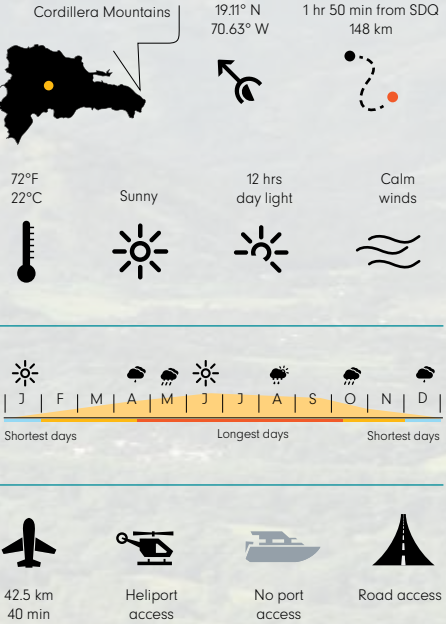 Cordillera Mountains
19.11° N
70.63° W
1 hr 50 min from SDQ
148 km
72°F
22°C
Sunny
12 hrs
day light
Calm
winds
J F M A M J J A S O N D
Shortest days
Longest days
Shortest days
42.5 km
40 min
Heliport
access
No port
access
Road access